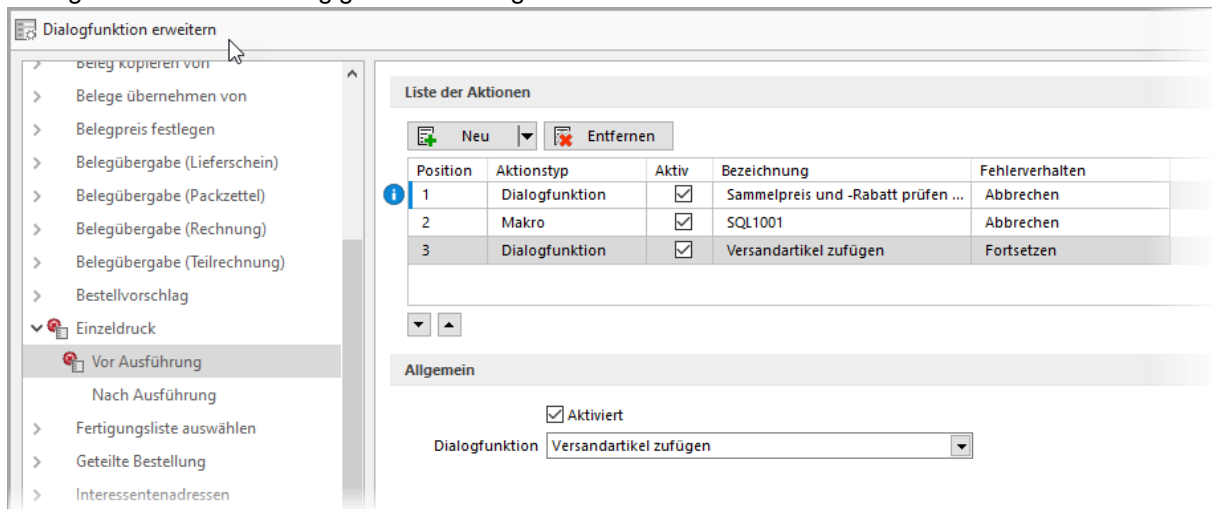 Dialogfunktion erweitern
Beleg kopieren von
Belege übernehmen von
Belegpreis festlegen
Belegübergabe (Lieferschein)
Belegübergabe (Packzettel)
Belegübergabe (Rechnung)
Belegübergabe (Teilrechnung)
Bestellvorschlag
Einzeldruck
Vor Ausführung
Nach Ausführung
Fertigungsliste auswählen
Geteilte Bestellung
Interessentenadressen
Liste der Aktionen
Neu Entfernen
Position Aktionstyp Aktiv Bezeichnung Fehlerverhalten
1 Dialogfunktion Sammelpreis und -Rabatt prüfen ... Abbrechen
2 Makro SQL1001 Abbrechen
3 Dialogfunktion Versandartikel zufügen Fortsetzen
Allgemein
Aktiviert
Dialogfunktion Versandartikel zufügen